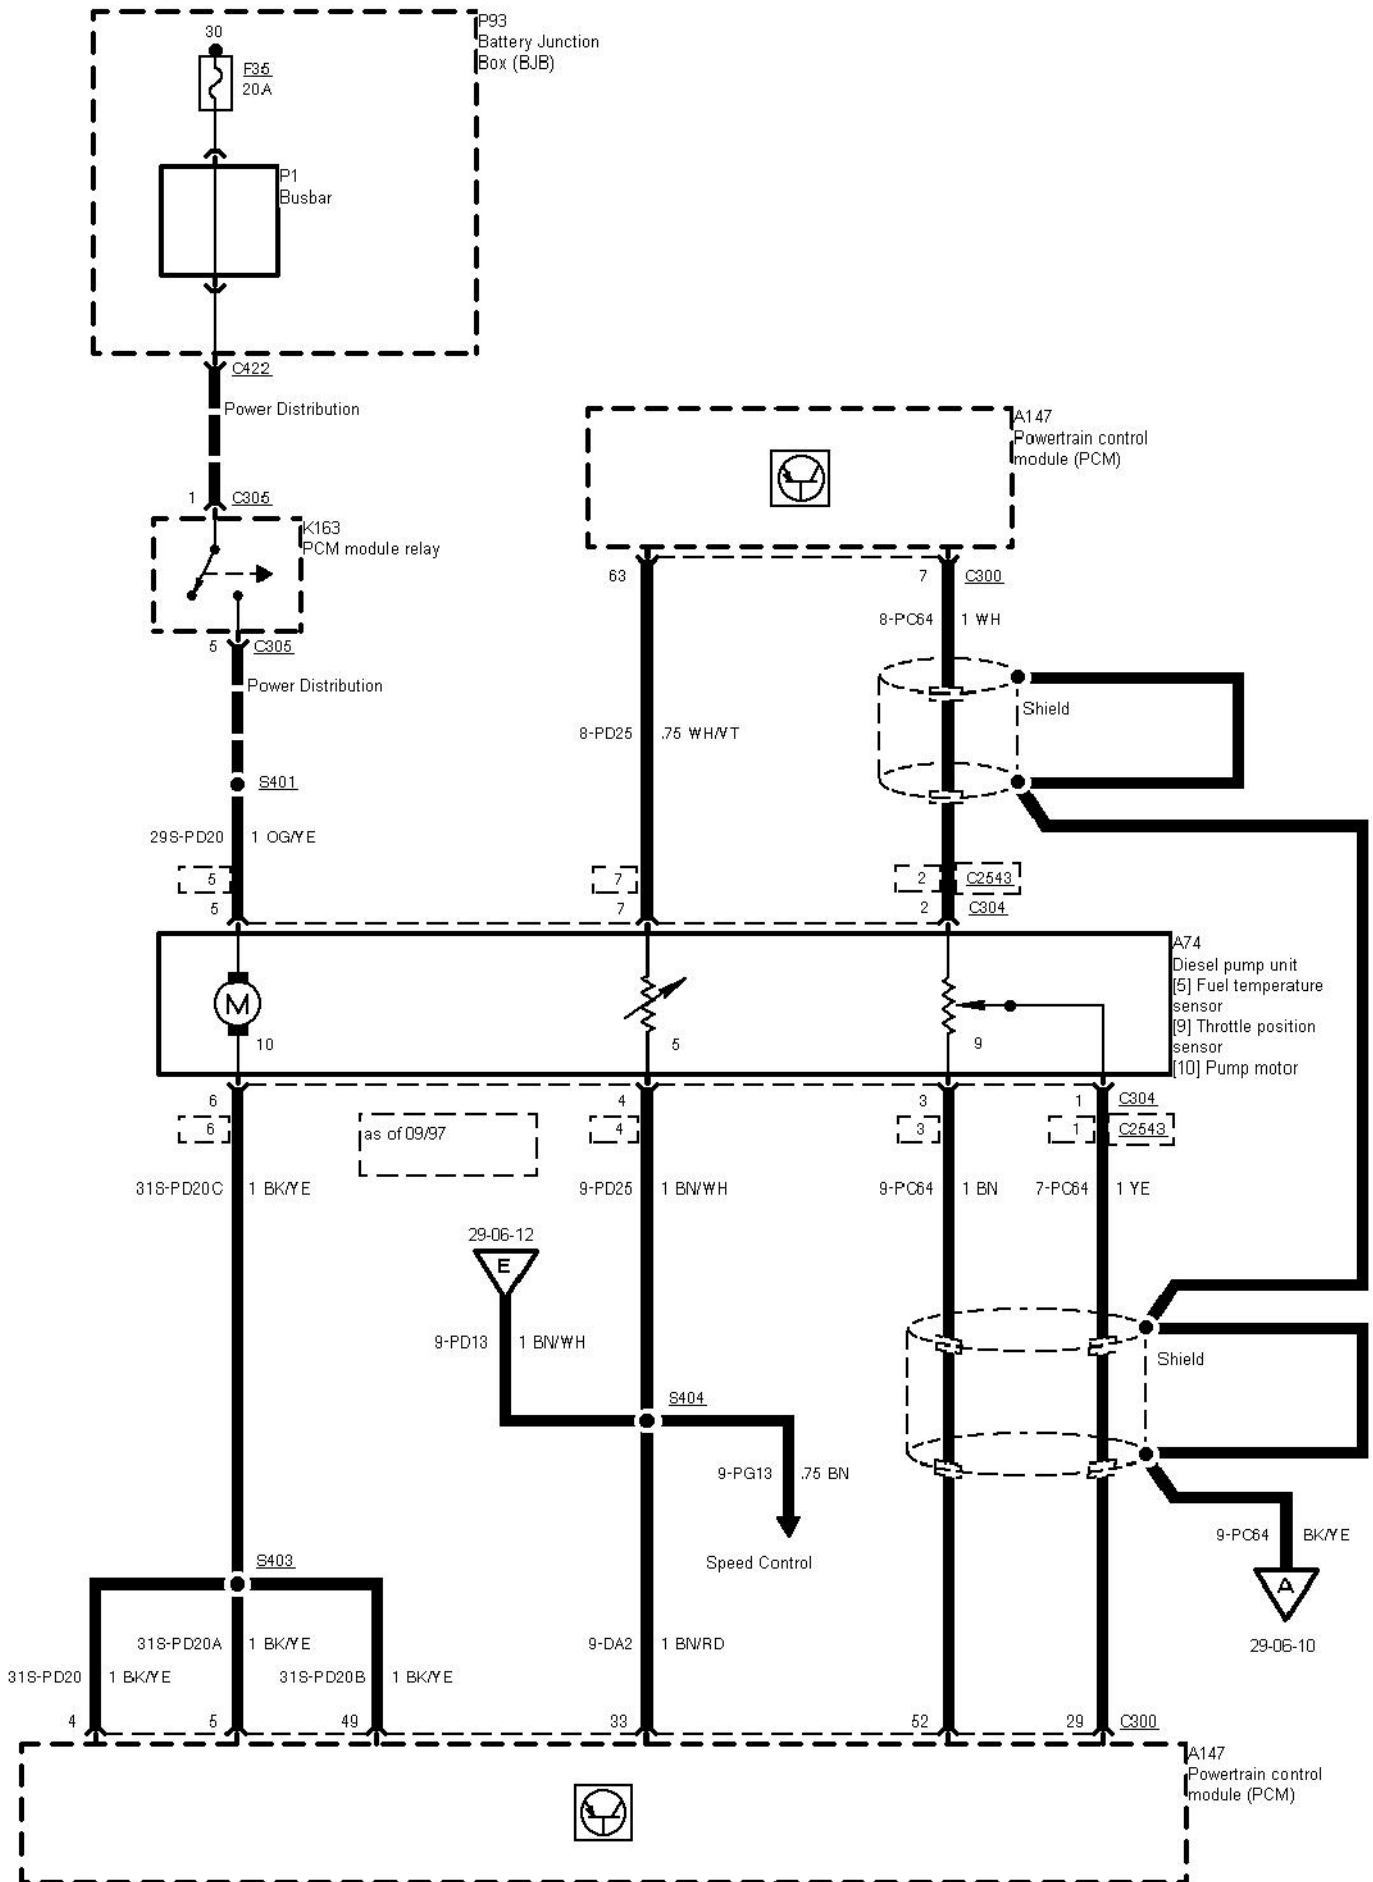 30
P93
Battery Junction
Box (BJB)
F35
20A
P1
Busbar
C422
Power Distribution
A147
Powertrain control
module (PCM)
1 C305
K163
PCM module relay
63 7 C300
8-PC64 1 WH
5 C305
Power Distribution
Shield
8-PD25 .75 WH/VT
S401
29S-PD20 1 OG/YE
5 7 2 C2543
5 7 2 C304
A74
Diesel pump unit
[5] Fuel temperature
sensor
[9] Throttle position
sensor
[10] Pump motor
M
10 5 9
6 4 3 1 C304
6 4 3 1 C2543
as of 09/97
31S-PD20C 1 BK/YE 9-PD25 1 BN/WH 9-PC64 1 BN 7-PC64 1 YE
29-06-12
E
9-PD13 1 BN/WH
Shield
S404
9-PG13 .75 BN
Speed Control
9-PC64 BK/YE
A
29-06-10
S403
31S-PD20A 1 BK/YE 9-DA2 1 BN/RD
31S-PD20 1 BK/YE 31S-PD20B 1 BK/YE
4 5 49 33 52 29 C300
A147
Powertrain control
module (PCM)